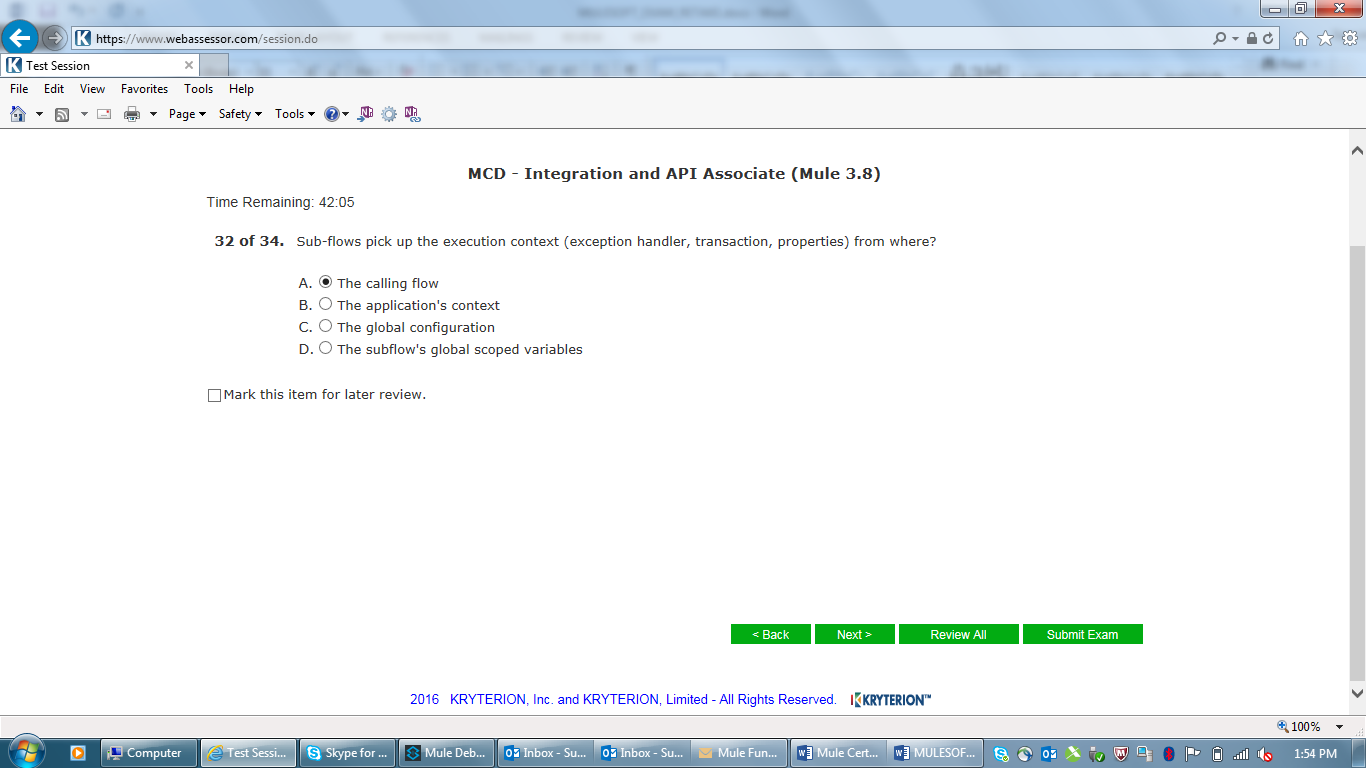 https://www.webassessor.com/session.do
Test Session
File Edit View Favorites Tools Help
Page Safety Tools
MCD - Integration and API Associate (Mule 3.8)
Time Remaining: 42:05
32 of 34. Sub-flows pick up the execution context (exception handler, transaction, properties) from where?
A. The calling flow
B. The application's context
C. The global configuration
D. The subflow's global scoped variables
Mark this item for later review.
< Back Next > Review All Submit Exam
2016 KRYTERION, Inc. and KRYTERION, Limited - All Rights Reserved. KRYTERION™
100%
Computer Test Sessi... Skype for ... Mule Deb... Inbox - Su... Inbox - Su... Mule Fun... Mule Cert... MULESOF... 1:54 PM